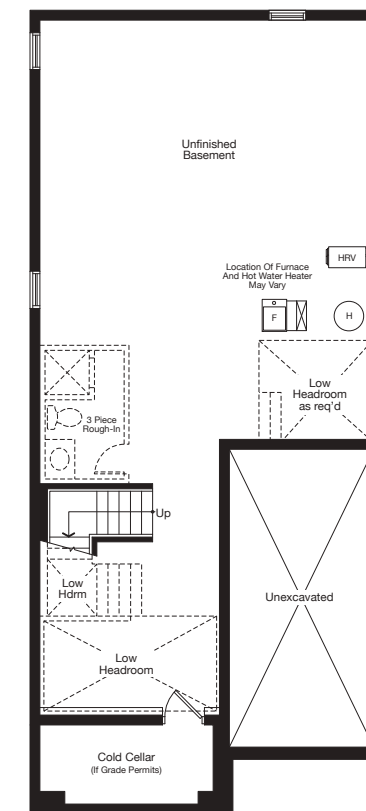 Unfinished
Basement
HRV
Location Of Furnace
And Hot Water Heater
May Vary
F
H
Low
Headroom
as req'd
3 Piece
Rough-In
Up
Low
Hdrm
Unexcavated
Low
Headroom
Cold Cellar
(If Grade Permits)